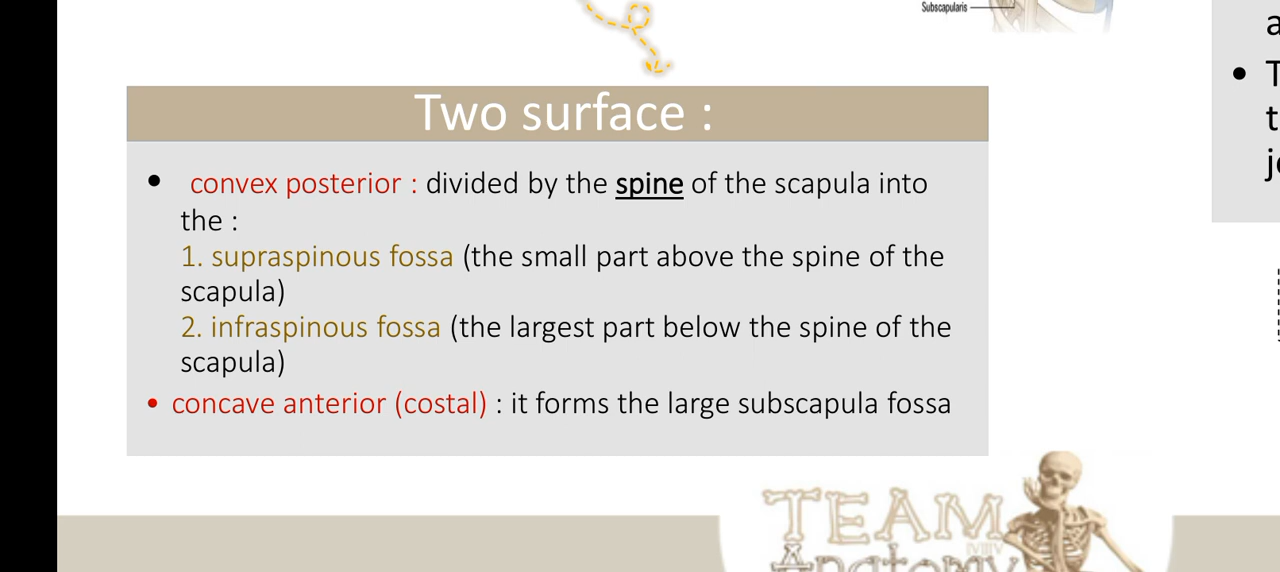 Subscapularis
Two surface :
• convex posterior : divided by the spine of the scapula into
the :
1. supraspinous fossa (the small part above the spine of the
scapula)
2. infraspinous fossa (the largest part below the spine of the
scapula)
• concave anterior (costal) : it forms the large subscapula fossa
TEAM
Anatomy